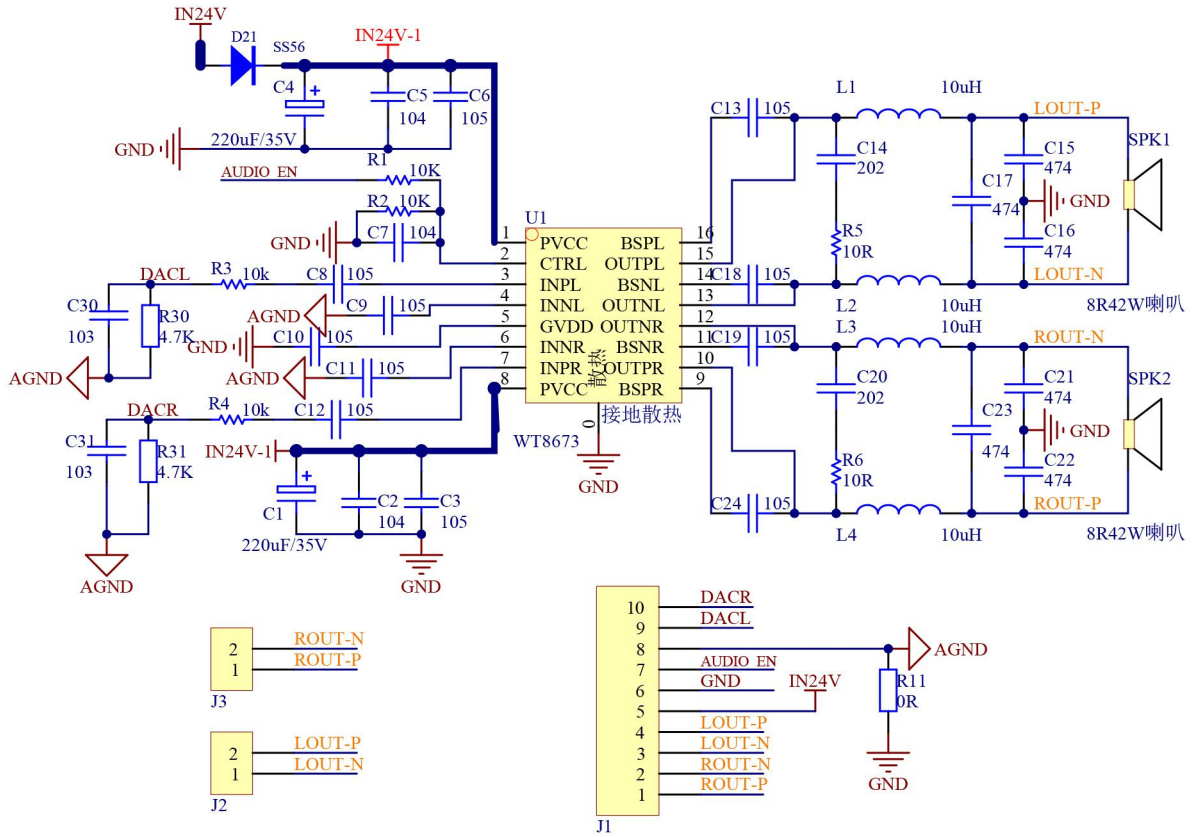 IN24V
D21
SS56
IN24V-1
C4
+
220uF/35V
C5
104
C6
105
GND
AUDIO_EN
R1
10K
R2
10K
C7
104
GND
DACL
R3
10k
C8
105
C30
103
R30
4.7K
AGND
AGND
C9
105
GND
C10
105
AGND
C11
105
DACR
R4
10k
C12
105
C31
103
R31
4.7K
AGND
IN24V-1
C1
+
220uF/35V
C2
104
C3
105
GND
U1
1 PVCC
2 CTRL
3 INPL
4 INNL
5 GVDD
6 INNR
7 INPR
8 PVCC
BSPL 16
OUTPL 15
BSNL 14
OUTNL 13
OUTNR 12
BSNR 11
OUTPR 10
BSPR 9
散热
0
接地散热
WT8673
GND
C13
105
L1
10uH
C14
202
R5
10R
C17
474
C15
474
GND
C16
474
LOUT-P
LOUT-N
SPK1
8R42W喇叭
C18
105
L2
10uH
C19
105
L3
10uH
C20
202
R6
10R
C23
474
C21
474
GND
C22
474
ROUT-N
ROUT-P
SPK2
8R42W喇叭
C24
105
L4
10uH
2 ROUT-N
1 ROUT-P
J3
2 LOUT-P
1 LOUT-N
J2
10 DACR
9 DACL
8
7 AUDIO_EN
6 GND
5
4 LOUT-P
3 LOUT-N
2 ROUT-N
1 ROUT-P
J1
IN24V
AGND
R11
0R
GND